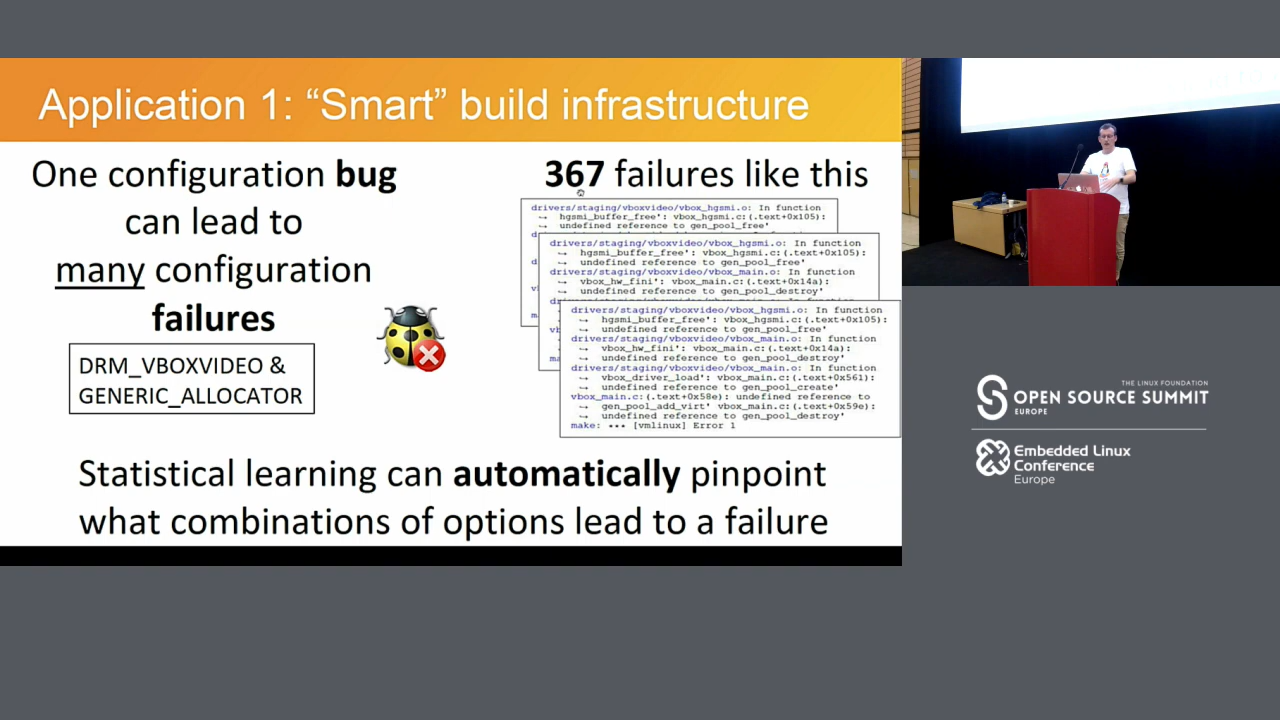 Application 1: “Smart” build infrastructure
One configuration bug
can lead to
many configuration
failures
DRM_VBOXVIDEO &
GENERIC_ALLOCATOR
367 failures like this
drivers/staging/vboxvideo/vbox_hgsmi.o: In function
↪ hgsmi_buffer_free': vbox_hgsmi.c:(.text+0x105):
↪ undefined reference to gen_pool_free'
drivers/staging/vboxvideo/vbox_hgsmi.o: In function
↪ hgsmi_buffer_free': vbox_hgsmi.c:(.text+0x105):
↪ undefined reference to gen_pool_free'
drivers/staging/vboxvideo/vbox_main.o: In function
↪ vbox_hw_fini': vbox_main.c:(.text+0x14a):
↪ undefined reference to gen_pool_destroy'
drivers/staging/vboxvideo/vbox_hgsmi.o: In function
↪ hgsmi_buffer_free': vbox_hgsmi.c:(.text+0x105):
↪ undefined reference to gen_pool_free'
drivers/staging/vboxvideo/vbox_main.o: In function
↪ vbox_hw_fini': vbox_main.c:(.text+0x14a):
↪ undefined reference to gen_pool_destroy'
drivers/staging/vboxvideo/vbox_main.o: In function
↪ vbox_driver_load': vbox_main.c:(.text+0x561):
↪ undefined reference to gen_pool_create'
vbox_main.c:(.text+0x58e): undefined reference to
↪ gen_pool_add_virt' vbox_main.c:(.text+0x59e):
↪ undefined reference to gen_pool_destroy'
make: *** [vmlinux] Error 1
Statistical learning can automatically pinpoint
what combinations of options lead to a failure
THE LINUX FOUNDATION
OPEN SOURCE SUMMIT
EUROPE
Embedded Linux
Conference
Europe